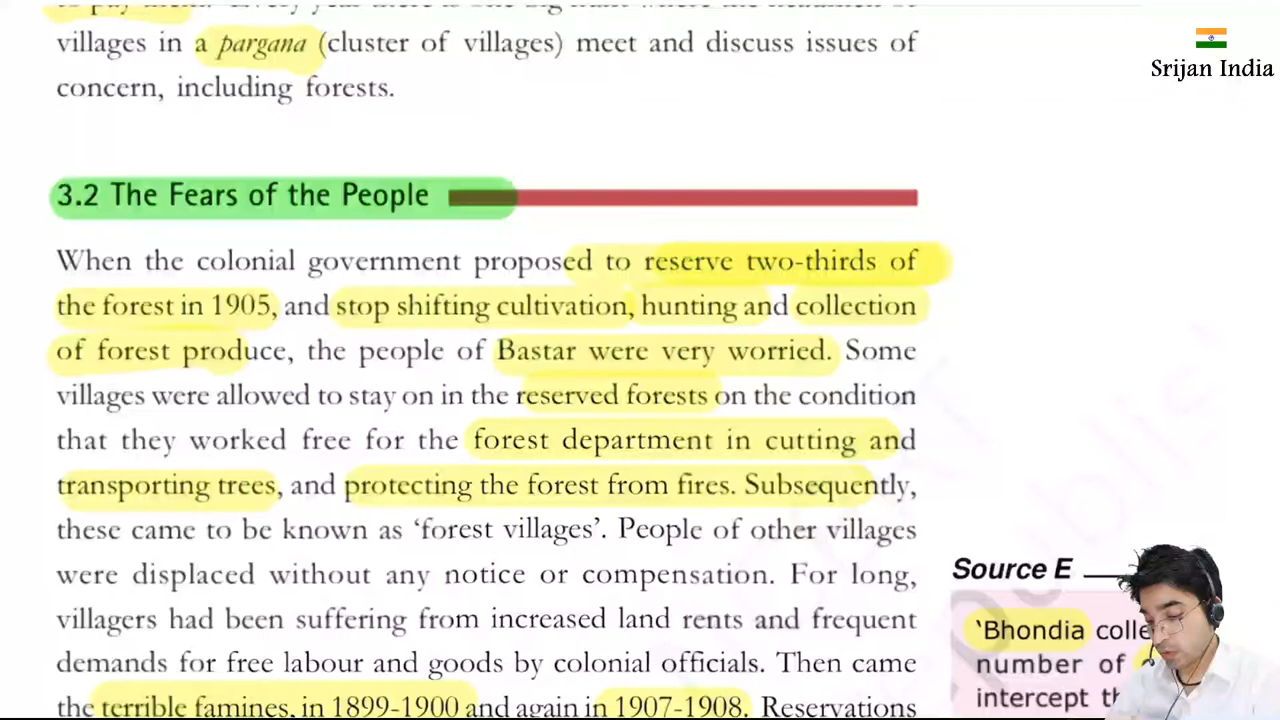 villages in a pargana (cluster of villages) meet and discuss issues of
concern, including forests.
Srijan India
3.2 The Fears of the People
When the colonial government proposed to reserve two-thirds of
the forest in 1905, and stop shifting cultivation, hunting and collection
of forest produce, the people of Bastar were very worried. Some
villages were allowed to stay on in the reserved forests on the condition
that they worked free for the forest department in cutting and
transporting trees, and protecting the forest from fires. Subsequently,
these came to be known as ‘forest villages’. People of other villages
were displaced without any notice or compensation. For long,
villagers had been suffering from increased land rents and frequent
demands for free labour and goods by colonial officials. Then came
the terrible famines, in 1899-1900 and again in 1907-1908. Reservations
Source E
‘Bhondia
number of
intercept